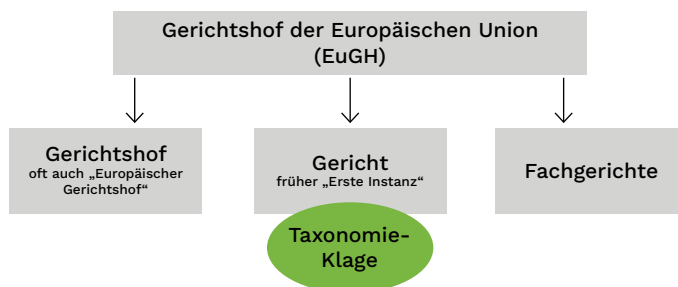 Gerichtshof der Europäischen Union
(EuGH)
Gerichtshof
oft auch „Europäischer
Gerichtshof“
Gericht
früher „Erste Instanz“
Fachgerichte
Taxonomie-
Klage